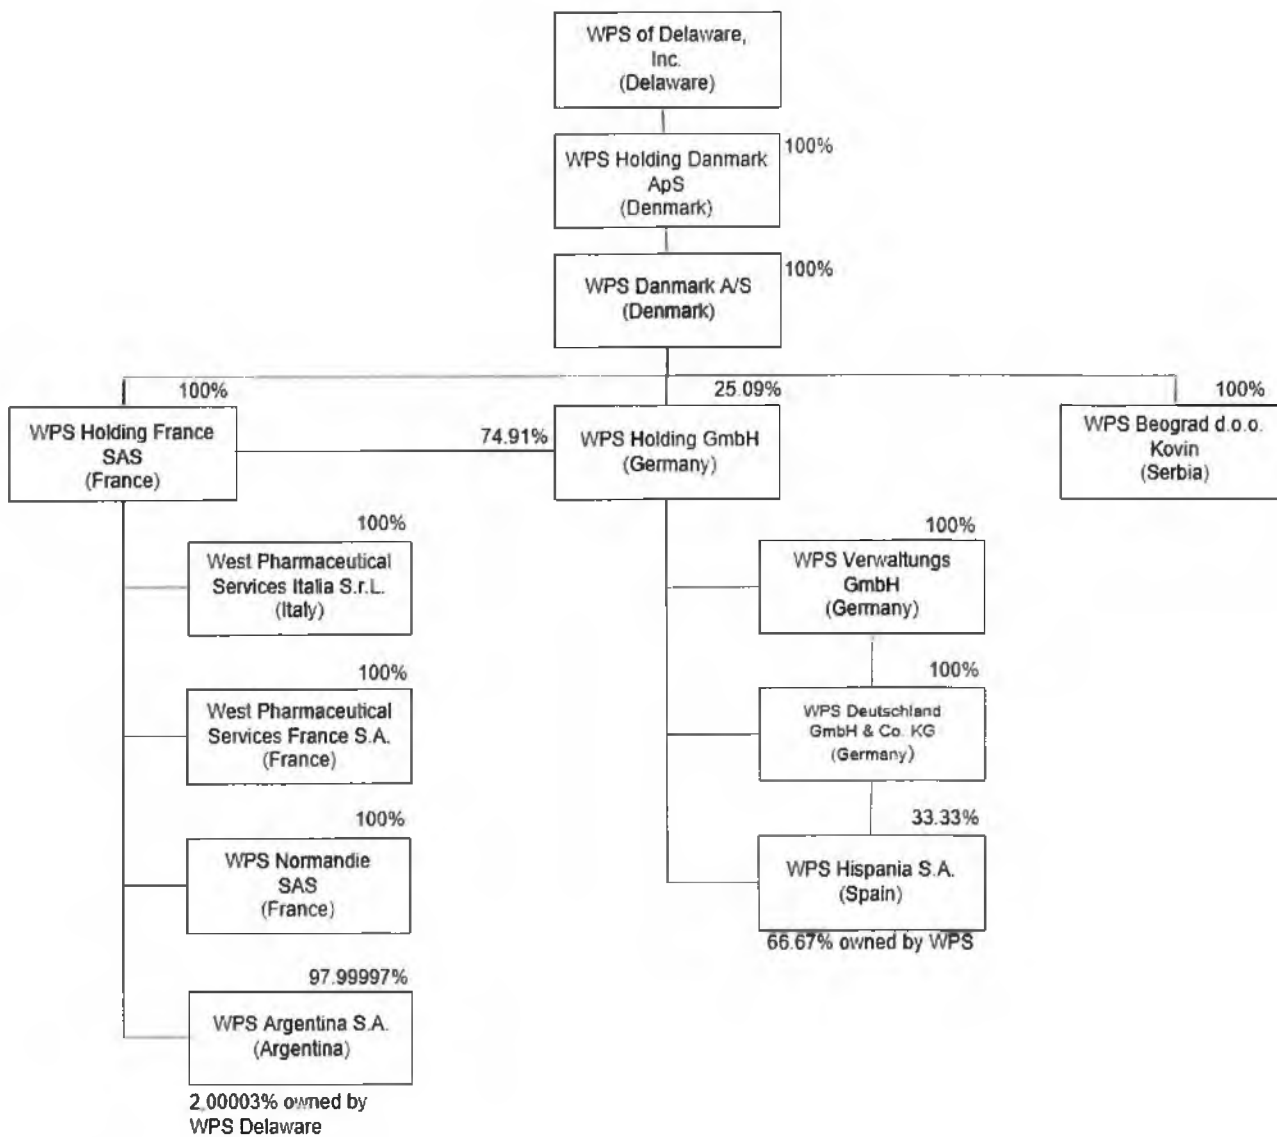 WPS of Delaware,
Inc.
(Delaware)
100%
WPS Holding Danmark
ApS
(Denmark)
100%
WPS Danmark A/S
(Denmark)
100%
WPS Holding France
SAS
(France)
74.91%
25.09%
WPS Holding GmbH
(Germany)
100%
WPS Beograd d.o.o.
Kovin
(Serbia)
100%
West Pharmaceutical
Services Italia S.r.L.
(Italy)
100%
West Pharmaceutical
Services France S.A.
(France)
100%
WPS Normandie
SAS
(France)
97.99997%
WPS Argentina S.A.
(Argentina)
2.00003% owned by
WPS Delaware
100%
WPS Verwaltungs
GmbH
(Germany)
100%
WPS Deutschland
GmbH & Co. KG
(Germany)
33.33%
WPS Hispania S.A.
(Spain)
66.67% owned by WPS